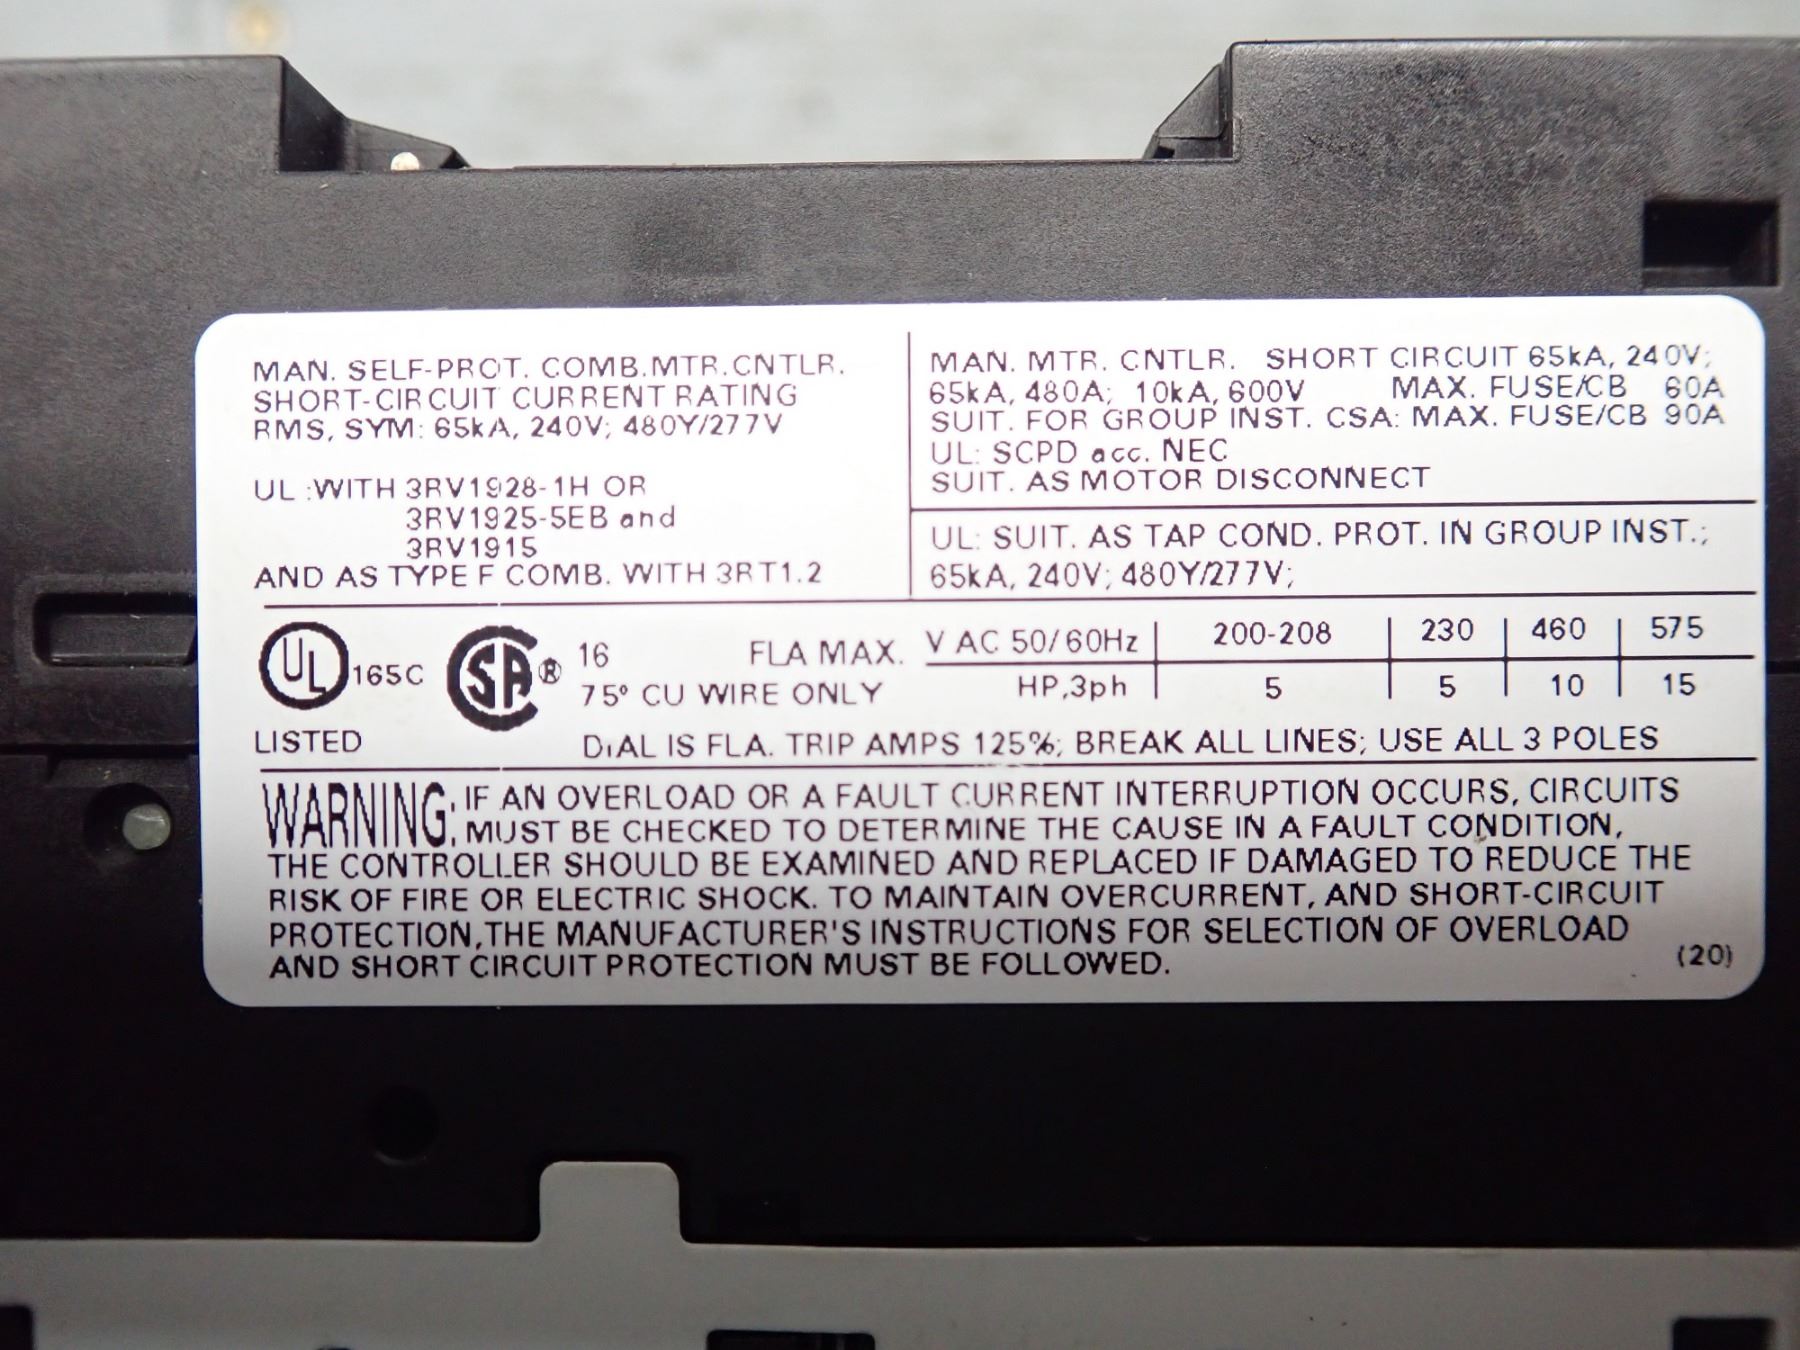 MAN. SELF-PROT. COMB.MTR.CNTLR.
SHORT-CIRCUIT CURRENT RATING
RMS, SYM: 65kA, 240V; 480Y/277V
UL :WITH 3RV1928-1H OR
3RV1925-5EB and
3RV1915
AND AS TYPE F COMB. WITH 3RT1.2
MAN. MTR. CNTLR. SHORT CIRCUIT 65kA, 240V;
65kA, 480A; 10kA, 600V MAX. FUSE/CB 60A
SUIT. FOR GROUP INST. CSA: MAX. FUSE/CB 90A
UL: SCPD acc. NEC
SUIT. AS MOTOR DISCONNECT
UL: SUIT. AS TAP COND. PROT. IN GROUP INST.;
65kA, 240V; 480Y/277V;
UL 165C
LISTED
SA ®
16 FLA MAX.
75° CU WIRE ONLY
V AC 50/60Hz 200-208 230 460 575
HP,3ph 5 5 10 15
DIAL IS FLA. TRIP AMPS 125%; BREAK ALL LINES; USE ALL 3 POLES
WARNING: IF AN OVERLOAD OR A FAULT CURRENT INTERRUPTION OCCURS, CIRCUITS
MUST BE CHECKED TO DETERMINE THE CAUSE IN A FAULT CONDITION,
THE CONTROLLER SHOULD BE EXAMINED AND REPLACED IF DAMAGED TO REDUCE THE
RISK OF FIRE OR ELECTRIC SHOCK. TO MAINTAIN OVERCURRENT, AND SHORT-CIRCUIT
PROTECTION,THE MANUFACTURER'S INSTRUCTIONS FOR SELECTION OF OVERLOAD
AND SHORT CIRCUIT PROTECTION MUST BE FOLLOWED.
(20)